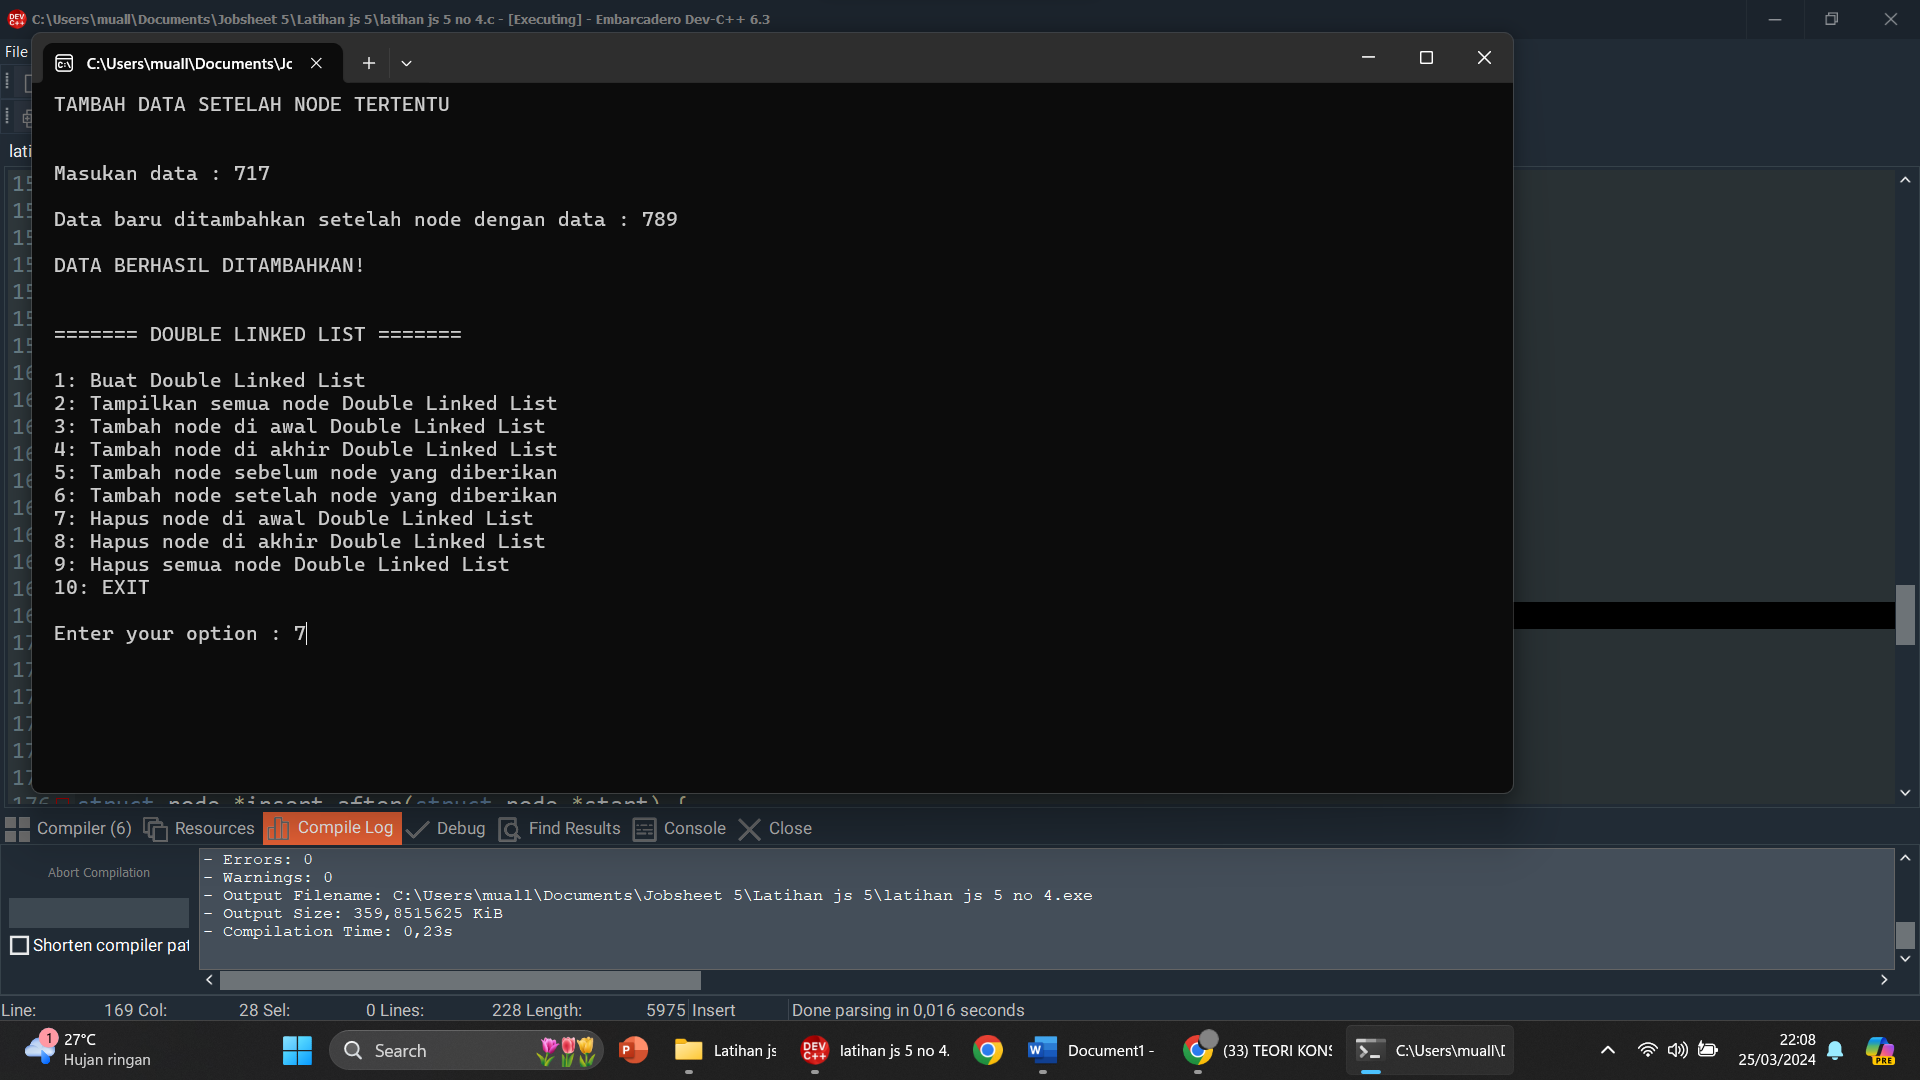 C:\Users\muall\Documents\Jobsheet 5\Latihan js 5\latihan js 5 no 4.c - [Executing] - Embarcadero Dev-C++ 6.3
File
C:\Users\muall\Documents\Jc
TAMBAH DATA SETELAH NODE TERTENTU
lati
Masukan data : 717
Data baru ditambahkan setelah node dengan data : 789
DATA BERHASIL DITAMBAHKAN!
======= DOUBLE LINKED LIST =======
1: Buat Double Linked List
2: Tampilkan semua node Double Linked List
3: Tambah node di awal Double Linked List
4: Tambah node di akhir Double Linked List
5: Tambah node sebelum node yang diberikan
6: Tambah node setelah node yang diberikan
7: Hapus node di awal Double Linked List
8: Hapus node di akhir Double Linked List
9: Hapus semua node Double Linked List
10: EXIT
Enter your option : 7
176 struct node *insert_after(struct node *start) {
Compiler (6) Resources Compile Log Debug Find Results Console Close
Abort Compilation
Shorten compiler pat
- Errors: 0
- Warnings: 0
- Output Filename: C:\Users\muall\Documents\Jobsheet 5\Latihan js 5\latihan js 5 no 4.exe
- Output Size: 359,8515625 KiB
- Compilation Time: 0,23s
Line: 169 Col: 28 Sel: 0 Lines: 228 Length: 5975 Insert Done parsing in 0,016 seconds
1
27°C
Hujan ringan
Search
Latihan js
latihan js 5 no 4.
Document1 -
(33) TEORI KONS
C:\Users\muall\D
22:08
25/03/2024
PRE